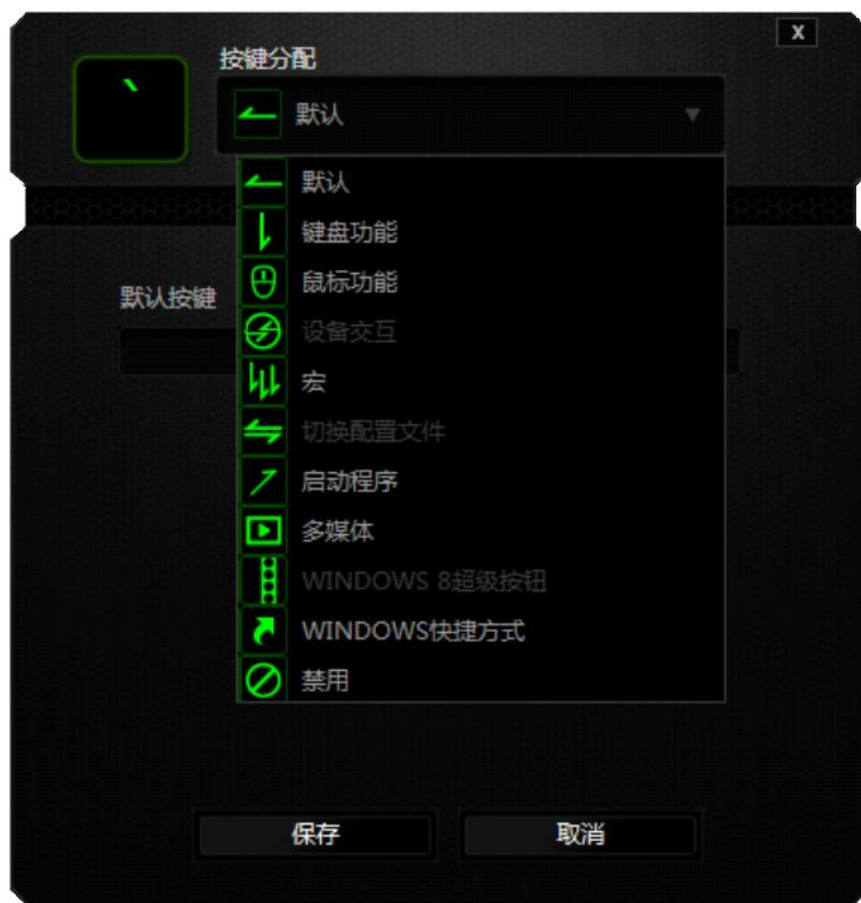 X
按键分配
`
默认
默认
键盘功能
鼠标功能
默认按键
设备交互
宏
切换配置文件
启动程序
多媒体
WINDOWS 8超级按钮
WINDOWS快捷方式
禁用
保存
取消